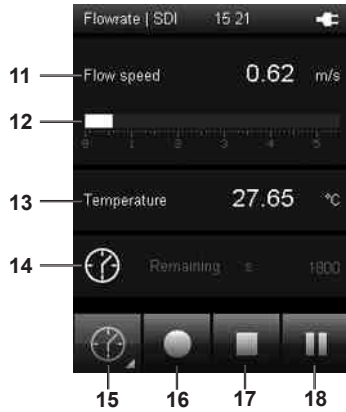 Flowrate | SDI 15 21
11 Flow speed 0.62 m/s
12
0 1 2 3 4 5
13 Temperature 27.65 °C
14 Remaining s 1800
15 16 17 18